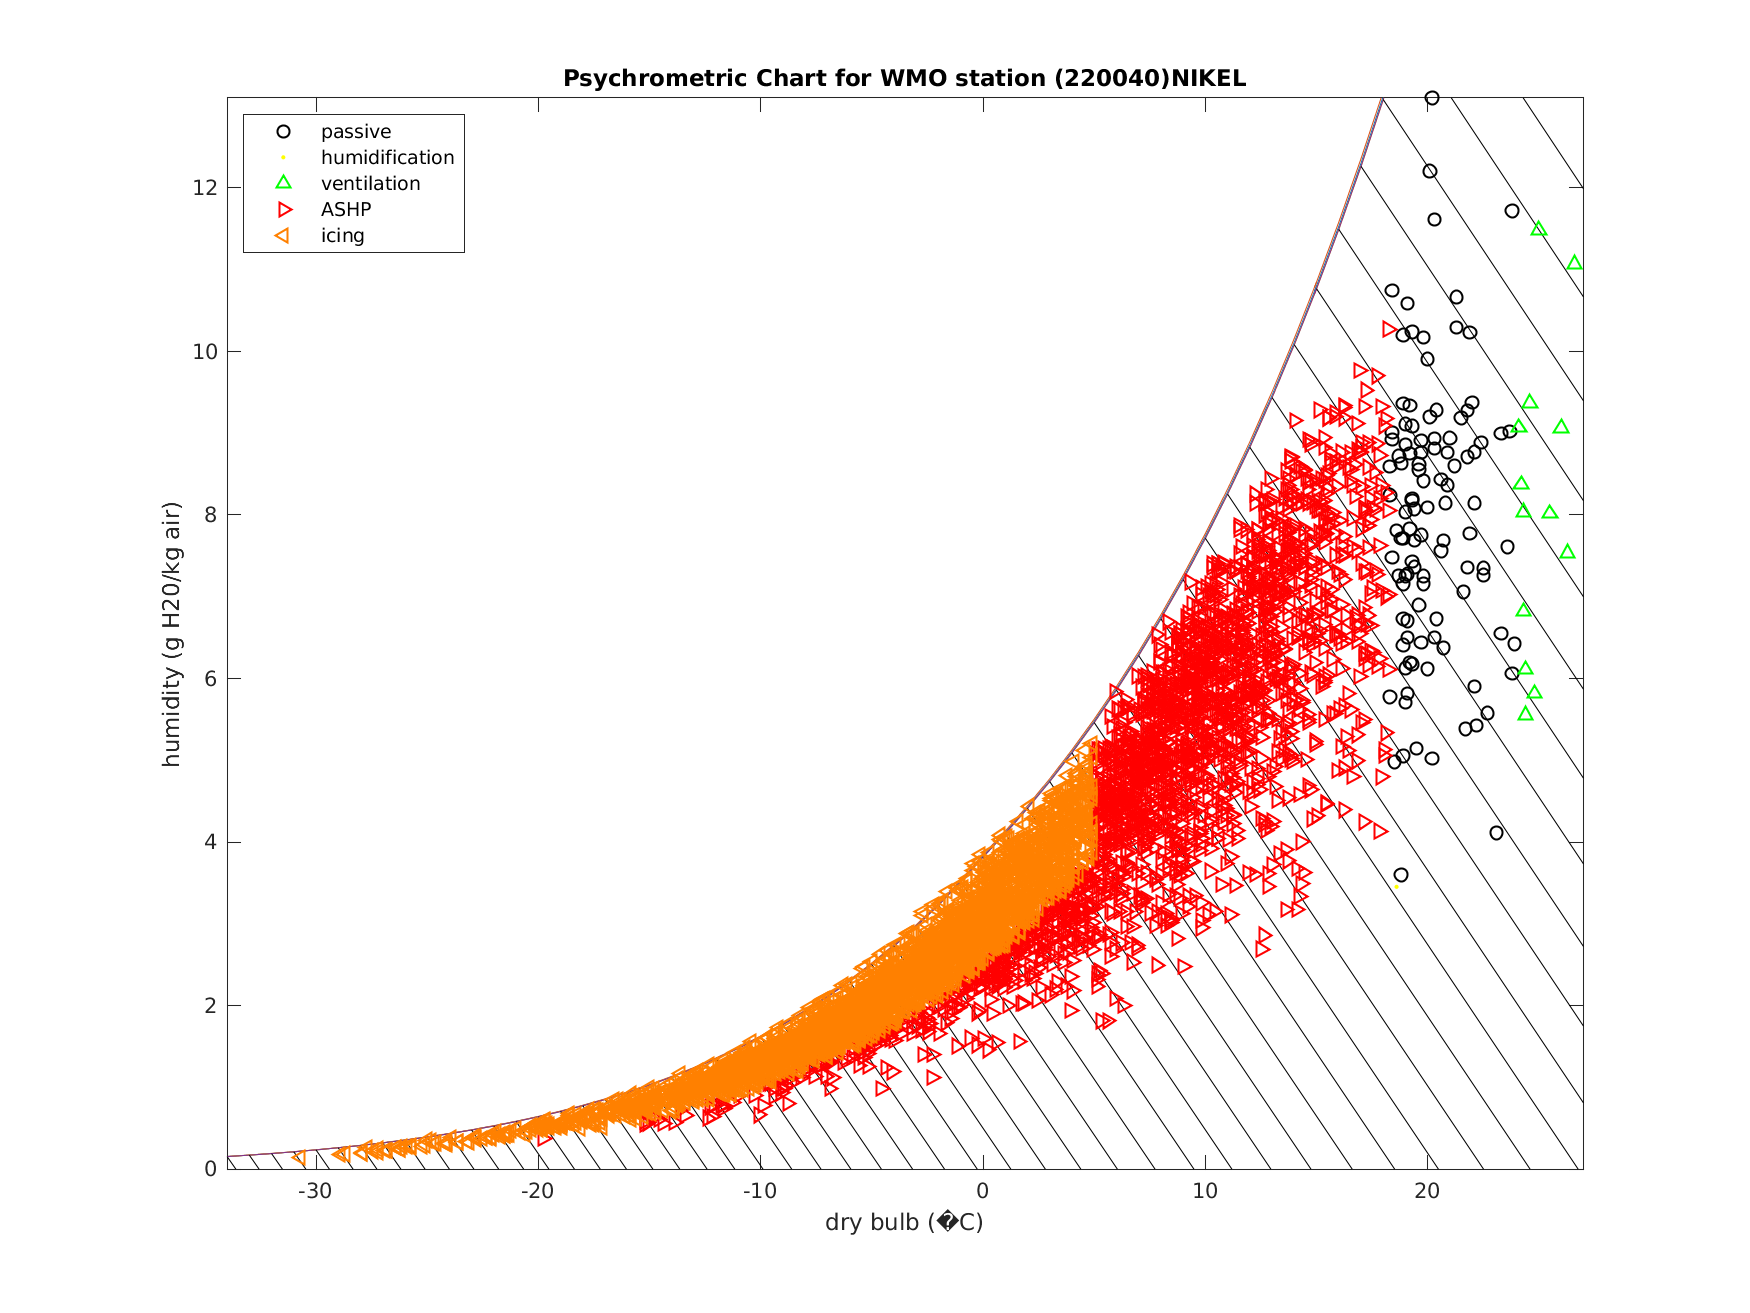 Psychrometric Chart for WMO station (220040)NIKEL
passive
humidification
ventilation
ASHP
icing
humidity (g H20/kg air)
12
10
8
6
4
2
0
-30 -20 -10 0 10 20
dry bulb (�C)